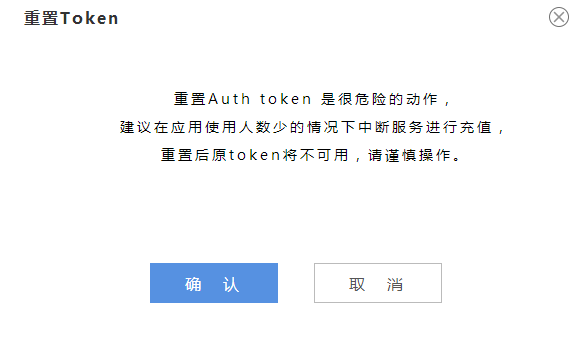 重置Token
重置Auth token 是很危险的动作，
建议在应用使用人数少的情况下中断服务进行充值，
重置后原token将不可用，请谨慎操作。
确 认
取 消